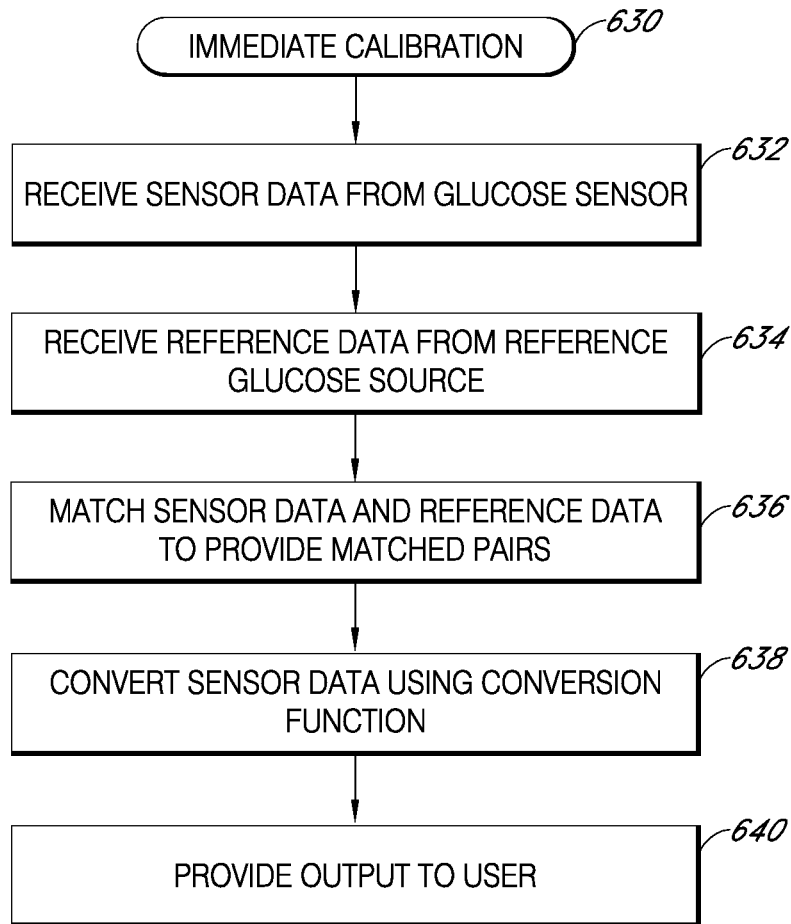 IMMEDIATE CALIBRATION
630
632
RECEIVE SENSOR DATA FROM GLUCOSE SENSOR
RECEIVE REFERENCE DATA FROM REFERENCE
GLUCOSE SOURCE
634
MATCH SENSOR DATA AND REFERENCE DATA
TO PROVIDE MATCHED PAIRS
636
CONVERT SENSOR DATA USING CONVERSION
FUNCTION
638
640
PROVIDE OUTPUT TO USER